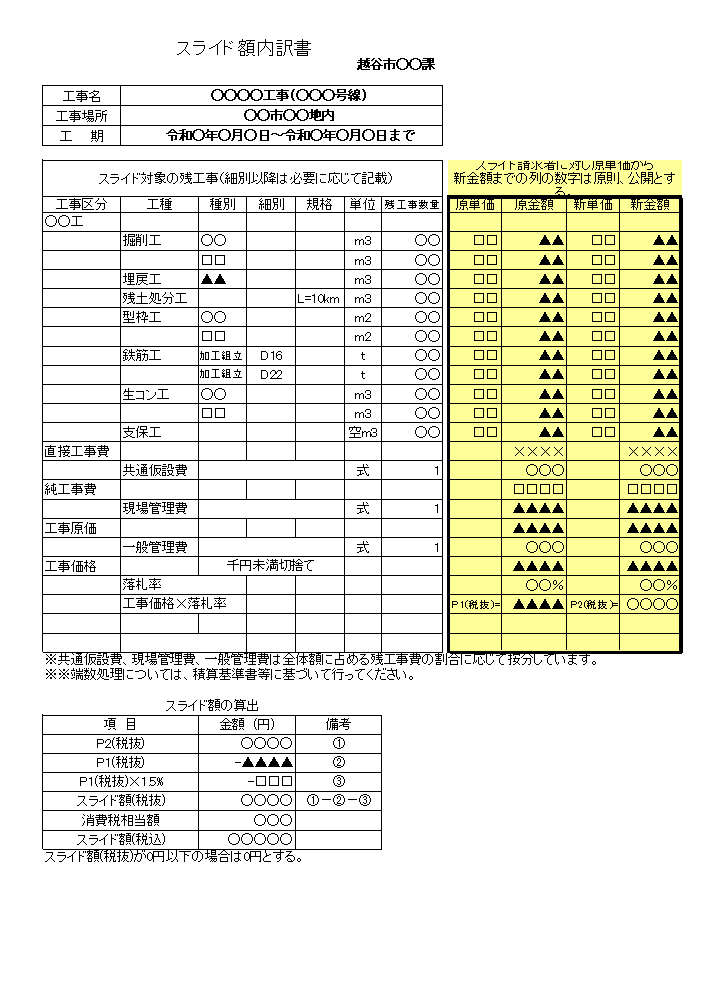 スライド額内訳書
越谷市〇〇課
工事名 〇〇〇〇工事(〇〇〇号線)
工事場所 〇〇市〇〇地内
工　期 令和〇年〇月〇日～令和〇年〇月〇日まで
スライド対象の残工事(細別以降は必要に応じて記載)
スライド請求者に対し原単価から
新金額までの列の数字は原則、公開とす
る。
工事区分 工種 種別 細別 規格 単位 残工事数量 原単価 原金額 新単価 新金額
〇〇工
掘削工 〇〇 m3 〇〇 □□ ▲▲ □□ ▲▲
□□ m3 〇〇 □□ ▲▲ □□ ▲▲
埋戻工 ▲▲ m3 〇〇 □□ ▲▲ □□ ▲▲
残土処分工 L=10km m3 〇〇 □□ ▲▲ □□ ▲▲
型枠工 〇〇 m2 〇〇 □□ ▲▲ □□ ▲▲
□□ m2 〇〇 □□ ▲▲ □□ ▲▲
鉄筋工 加工組立 D16 t 〇〇 □□ ▲▲ □□ ▲▲
加工組立 D22 t 〇〇 □□ ▲▲ □□ ▲▲
生コン工 〇〇 m3 〇〇 □□ ▲▲ □□ ▲▲
□□ m3 〇〇 □□ ▲▲ □□ ▲▲
支保工 空m3 〇〇 □□ ▲▲ □□ ▲▲
直接工事費 ×××× ××××
共通仮設費 式 1 〇〇〇 〇〇〇
純工事費 □□□□ □□□□
現場管理費 式 1 ▲▲▲▲ ▲▲▲▲
工事原価 ▲▲▲▲ ▲▲▲▲
一般管理費 式 1 〇〇〇 〇〇〇
工事価格 千円未満切捨て ▲▲▲▲ ▲▲▲▲
落札率 〇〇% 〇〇%
工事価格×落札率 P1(税抜)= ▲▲▲▲ P2(税抜)= 〇〇〇〇
※共通仮設費、現場管理費、一般管理費は全体額に占める残工事費の割合に応じて按分しています。
※※端数処理については、積算基準書等に基づいて行ってください。
スライド額の算出
項　目 金額（円） 備考
P2(税抜) 〇〇〇〇 ①
P1(税抜) -▲▲▲▲ ②
P1(税抜)×1.5% -□□□ ③
スライド額(税抜) 〇〇〇〇 ①－②－③
消費税相当額 〇〇〇
スライド額(税込) 〇〇〇〇〇
スライド額(税抜)が0円以下の場合は0円とする。